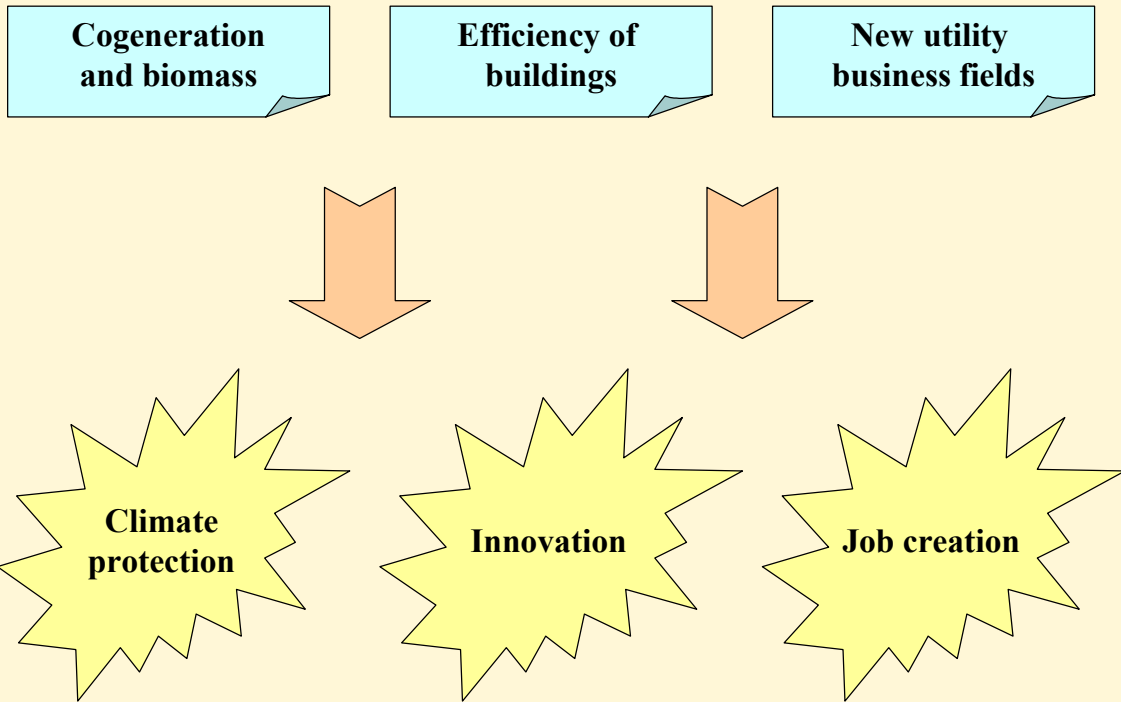 Cogeneration
and biomass
Efficiency of
buildings
New utility
business fields
Climate
protection
Innovation
Job creation